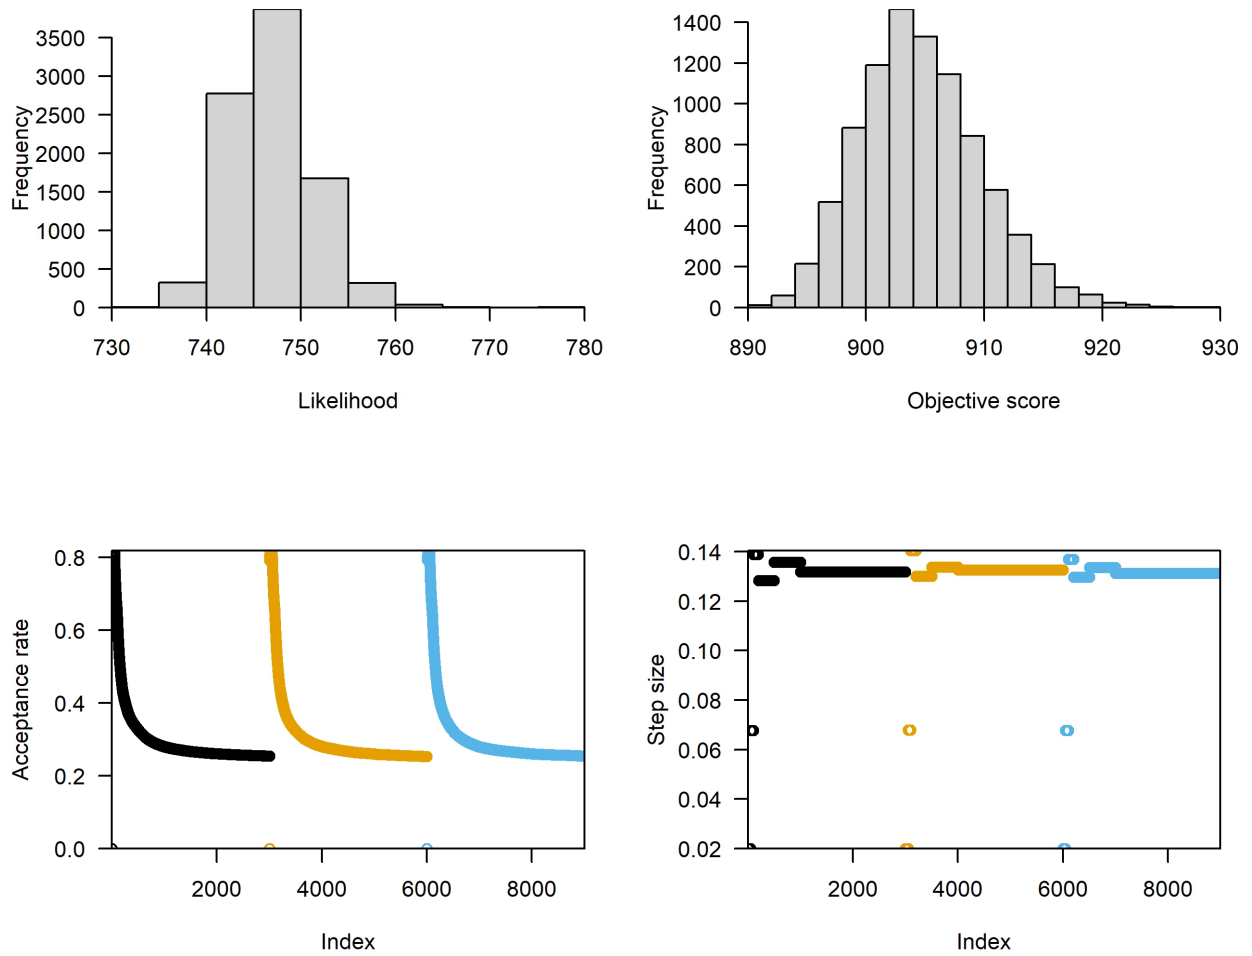 Frequency
3500
3000
2500
2000
1500
1000
500
0
730 740 750 760 770 780
Likelihood
Frequency
1400
1200
1000
800
600
400
200
0
890 900 910 920 930
Objective score
Acceptance rate
0.8
0.6
0.4
0.2
0.0
2000 4000 6000 8000
Index
Step size
0.14
0.12
0.10
0.08
0.06
0.04
0.02
2000 4000 6000 8000
Index